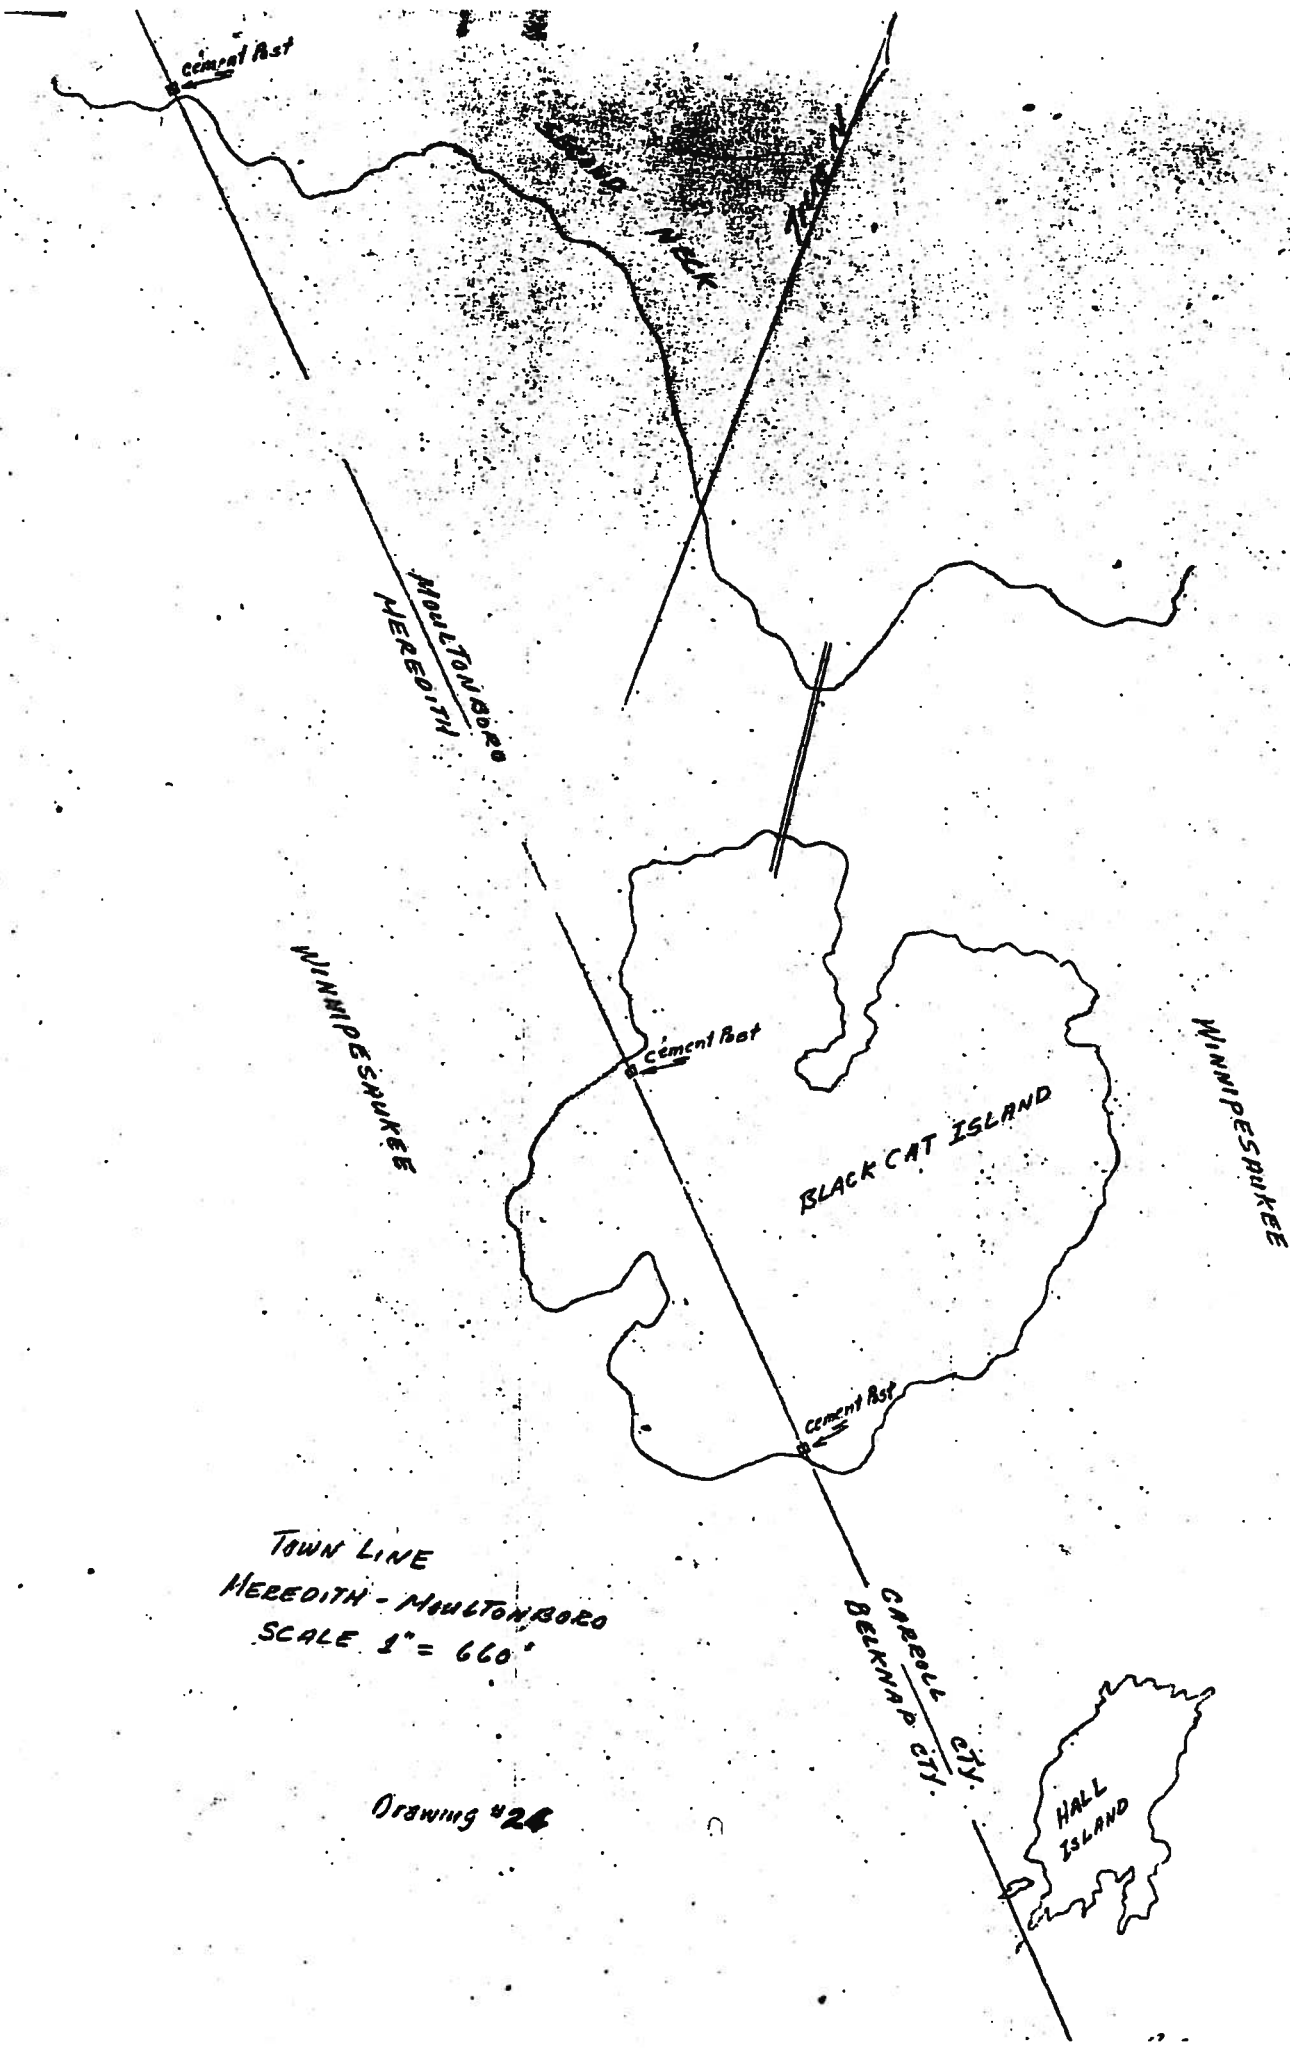 cement Post
NECK
MOULTONBORO
MEREDITH
WINNIPESAUKEE
cement Post
BLACK CAT ISLAND
WINNIPESAUKEE
cement Post
TOWN LINE
MEREDITH - MOULTONBORO
SCALE 1" = 660'
CARROLL CTY.
BELKNAP CTY.
HALL
ISLAND
Drawing #24